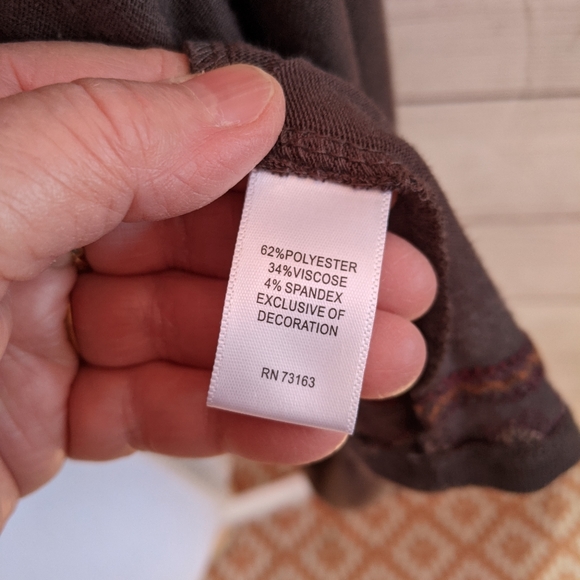 62%POLYESTER
34%VISCOSE
4% SPANDEX
EXCLUSIVE OF
DECORATION
RN 73163